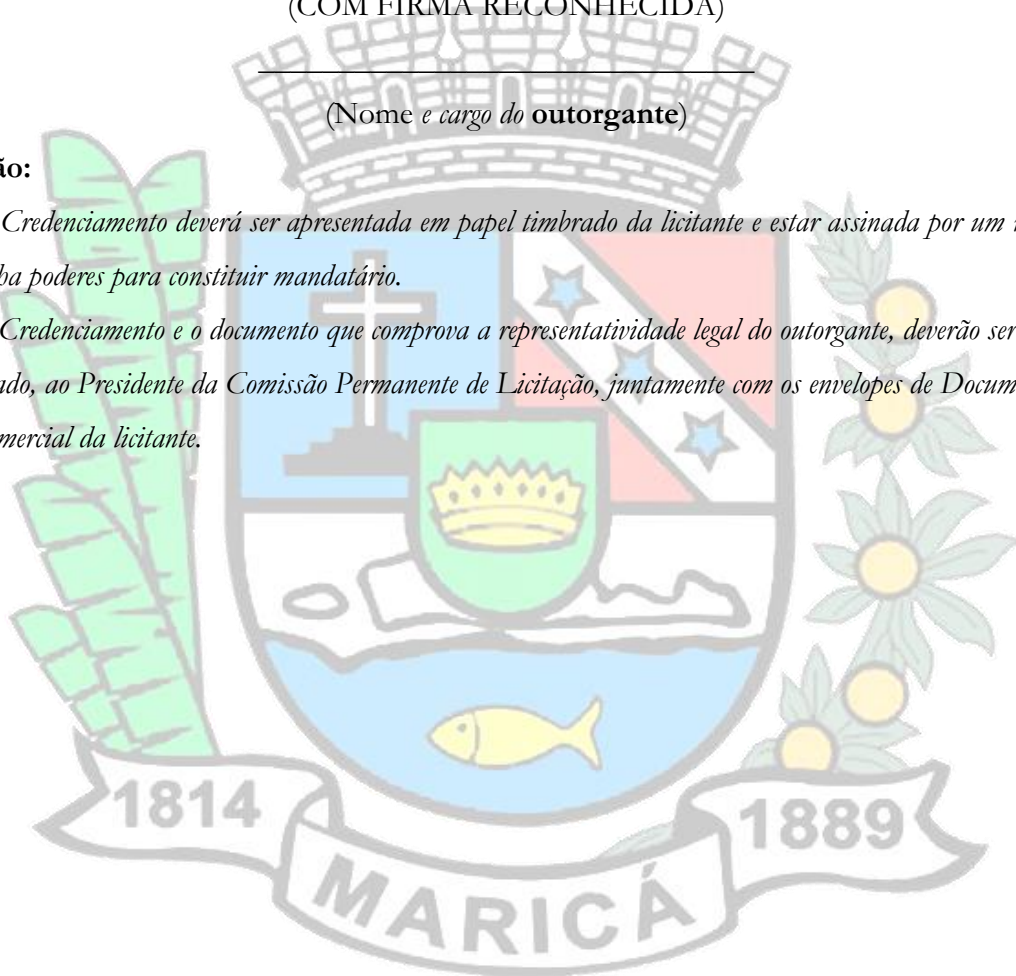 (COM FIRMA RECONHECIDA)
(Nome e cargo do outorgante)
ão:
Credenciamento deverá ser apresentada em papel timbrado da licitante e estar assinada por um
ba poderes para constituir mandatário.
Credenciamento e o documento que comprova a representatividade legal do outorgante, deverão ser
ado, ao Presidente da Comissão Permanente de Licitação, juntamente com os envelopes de Docum
mercial da licitante.
1814
1889
MARICÁ